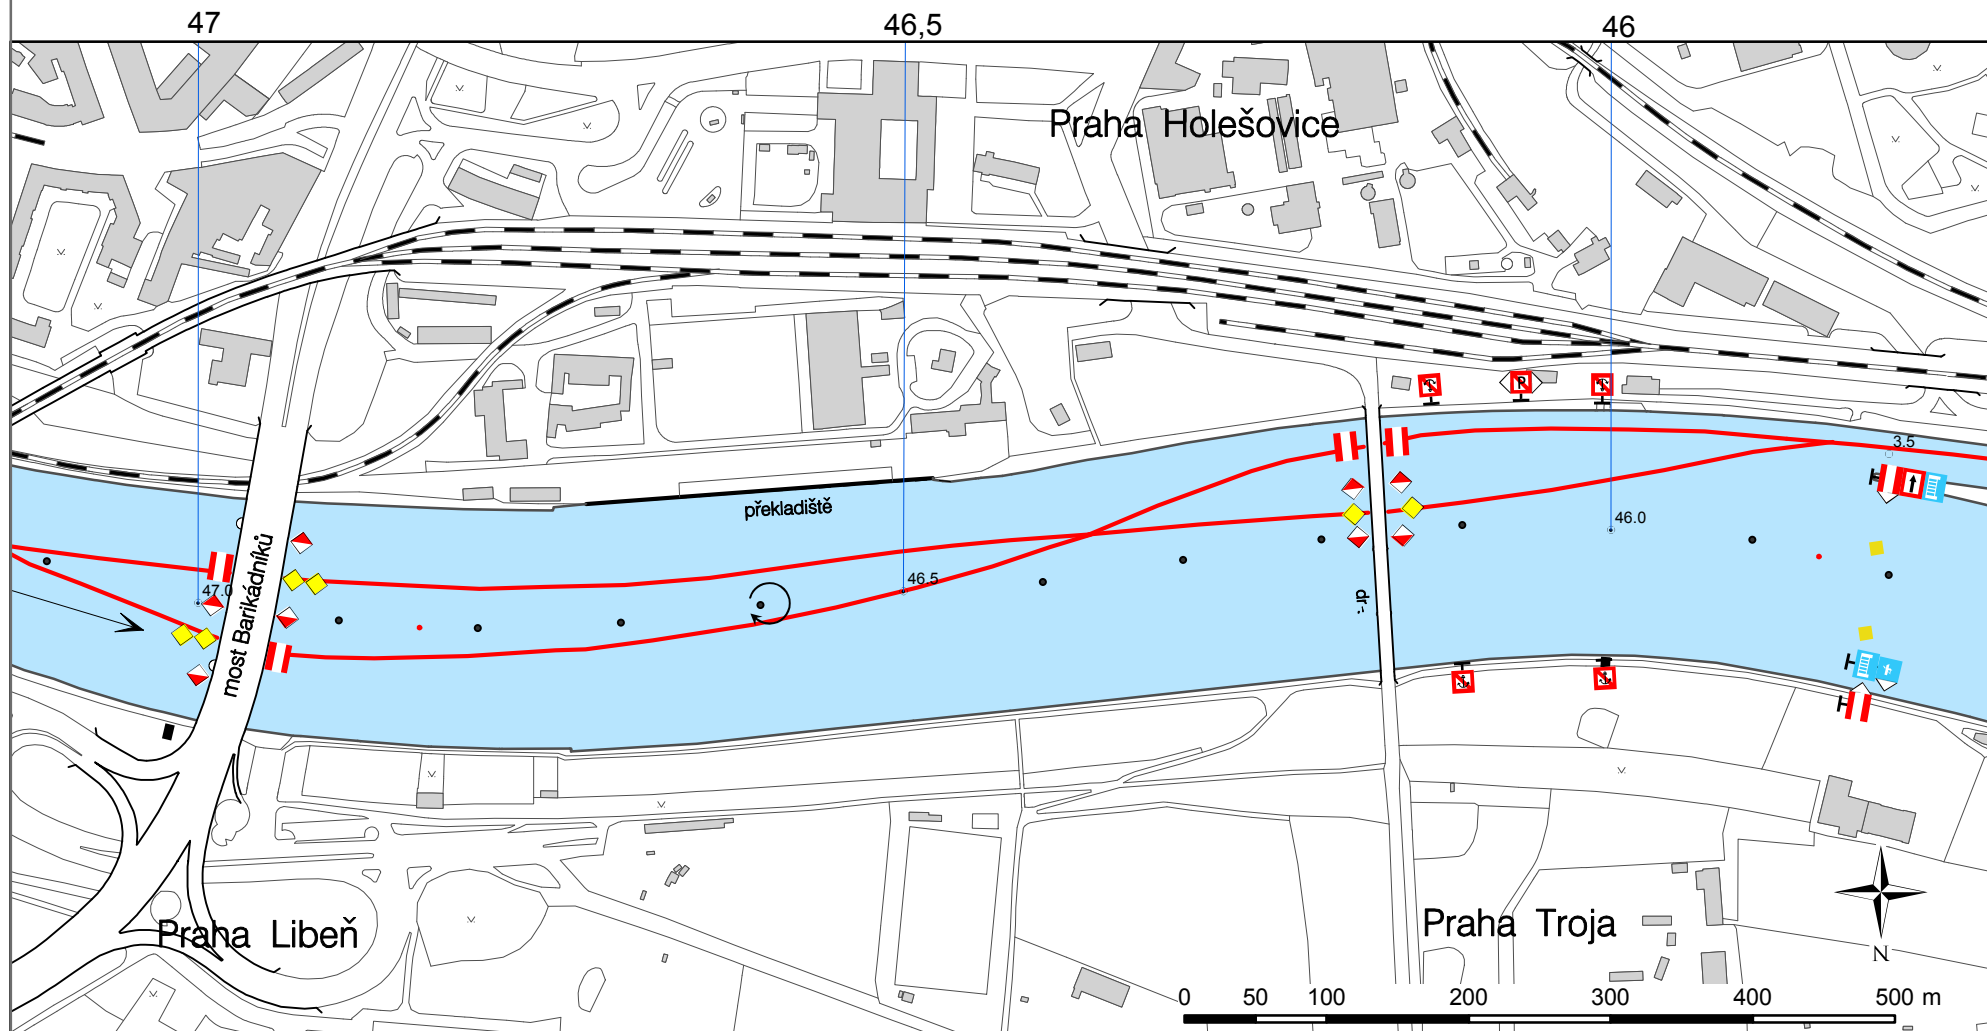 47
46,5
46
Praha Holešovice
3.5
P
překladiště
46.0
46.5
47.0
most Barikádníků
Praha Libeň
Praha Troja
N
0 50 100 200 300 400 500 m